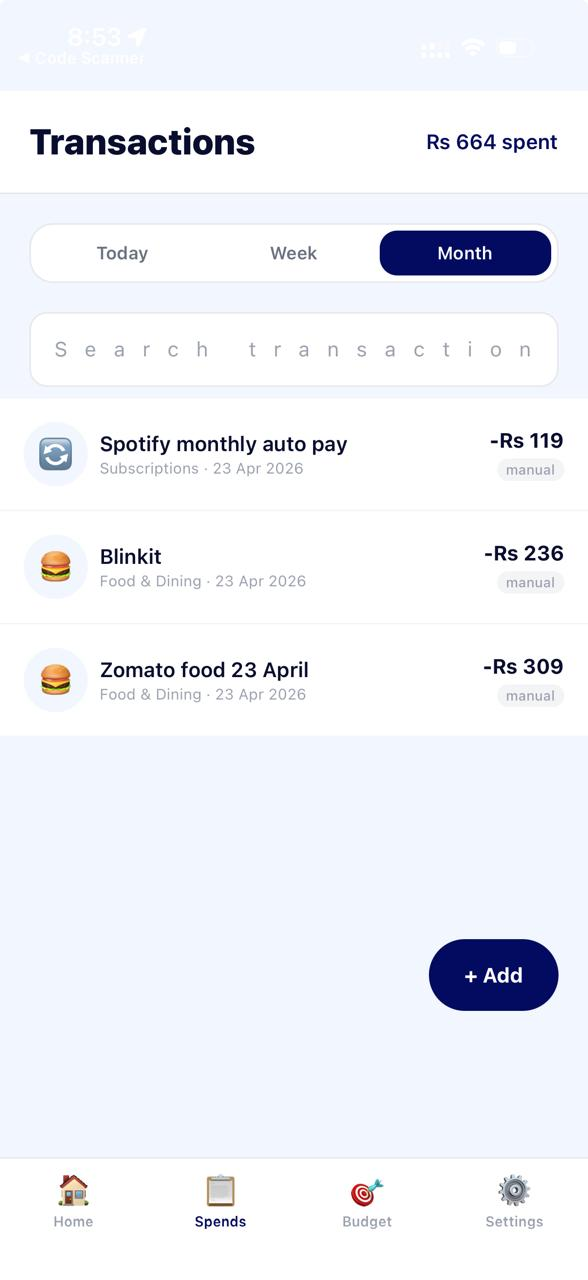 8:53
◀ Code Scanner
Transactions
Rs 664 spent
Today
Week
Month
Search transaction
Spotify monthly auto pay
-Rs 119
Subscriptions · 23 Apr 2026
manual
Blinkit
-Rs 236
Food & Dining · 23 Apr 2026
manual
Zomato food 23 April
-Rs 309
Food & Dining · 23 Apr 2026
manual
+ Add
Home
Spends
Budget
Settings